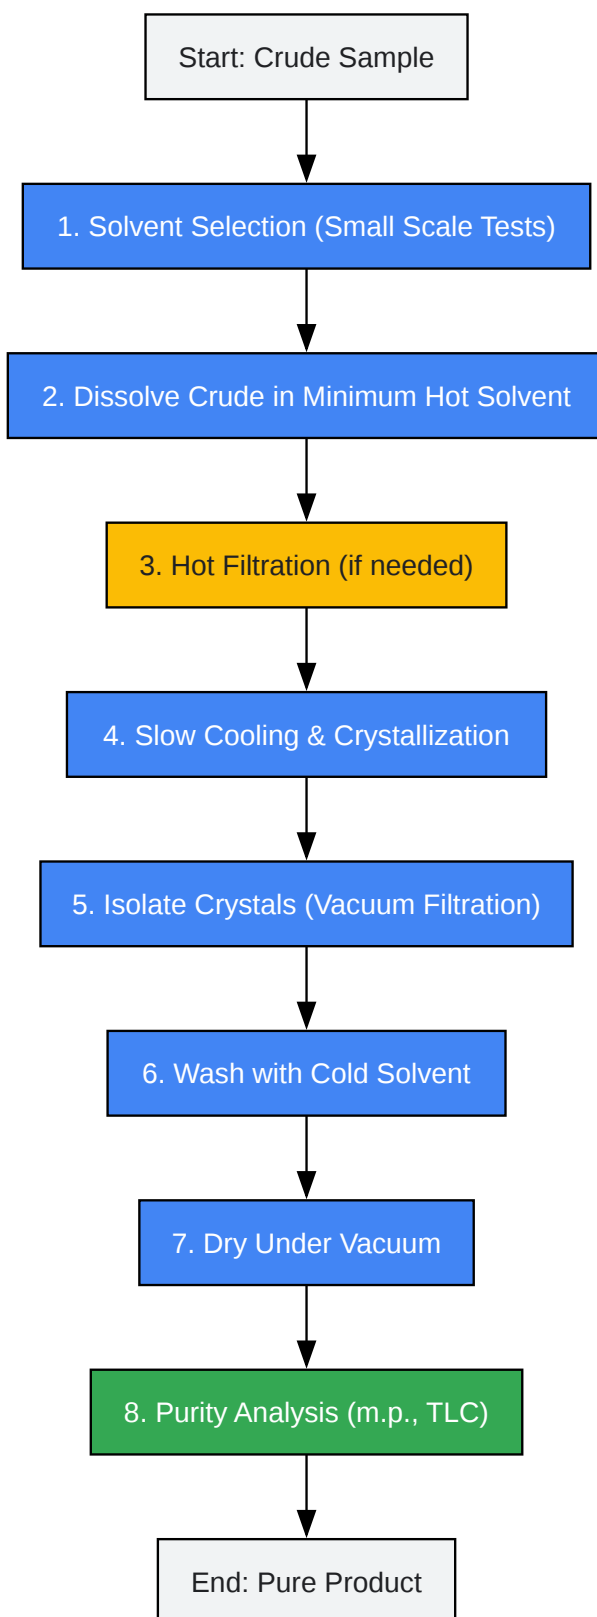 Start: Crude Sample
1. Solvent Selection (Small Scale Tests)
2. Dissolve Crude in Minimum Hot Solvent
3. Hot Filtration (if needed)
4. Slow Cooling & Crystallization
5. Isolate Crystals (Vacuum Filtration)
6. Wash with Cold Solvent
7. Dry Under Vacuum
8. Purity Analysis (m.p., TLC)
End: Pure Product